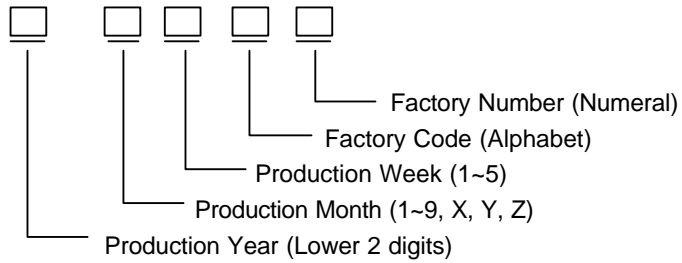 Factory Number (Numeral)
Factory Code (Alphabet)
Production Week (1~5)
Production Month (1~9, X, Y, Z)
Production Year (Lower 2 digits)